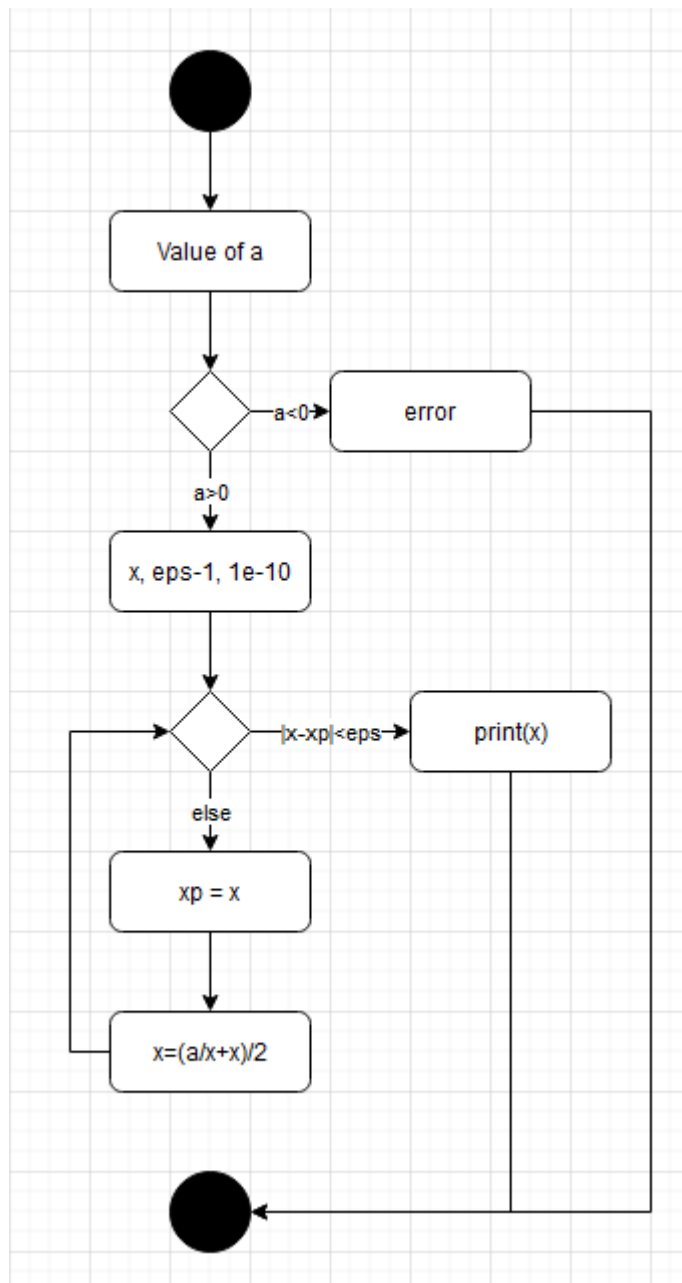 Value of a
a<0
error
a>0
x, eps-1, 1e-10
|x-xp|<eps
print(x)
else
xp = x
x=(a/x+x)/2